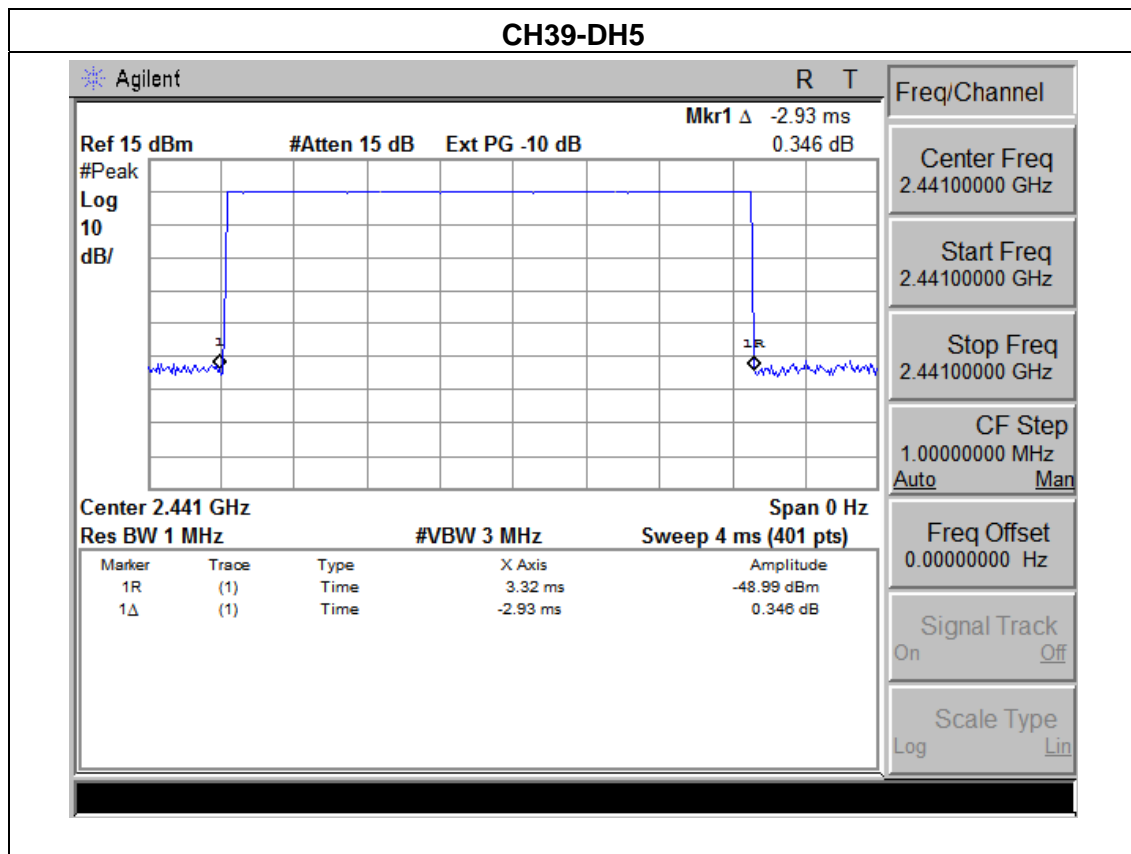 CH39-DH5
Agilent
R T
Mkr1 Δ -2.93 ms
Ref 15 dBm #Atten 15 dB Ext PG -10 dB 0.346 dB
#Peak
Log
10
dB/
1
1R
Center 2.441 GHz Span 0 Hz
Res BW 1 MHz #VBW 3 MHz Sweep 4 ms (401 pts)
Marker Trace Type X Axis Amplitude
1R (1) Time 3.32 ms -48.99 dBm
1Δ (1) Time -2.93 ms 0.346 dB
Freq/Channel
Center Freq
2.44100000 GHz
Start Freq
2.44100000 GHz
Stop Freq
2.44100000 GHz
CF Step
1.00000000 MHz
Auto Man
Freq Offset
0.00000000 Hz
Signal Track
On Off
Scale Type
Log Lin